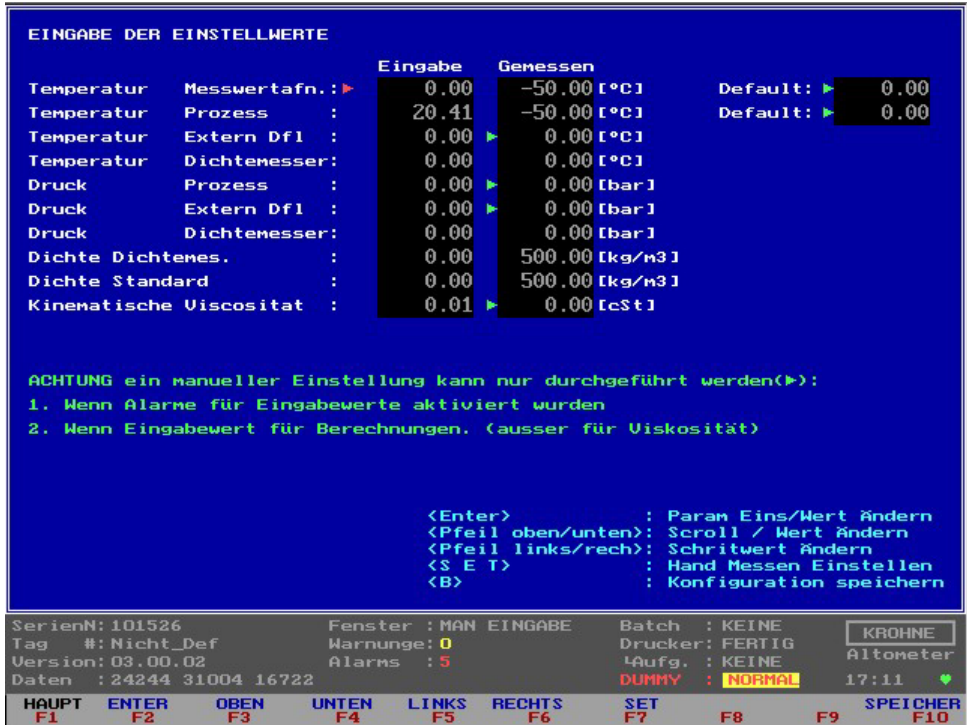 EINGABE DER EINSTELLWERTE
Eingabe Gemessen
Temperatur Messwertafn.:▶ 0.00 -50.00 [ºC] Default: ▶ 0.00
Temperatur Prozess : 20.41 -50.00 [ºC] Default: ▶ 0.00
Temperatur Extern Dfl : 0.00 ▶ 0.00 [ºC]
Temperatur Dichtemesser: 0.00 0.00 [ºC]
Druck Prozess : 0.00 ▶ 0.00 [bar]
Druck Extern Dfl : 0.00 ▶ 0.00 [bar]
Druck Dichtemesser: 0.00 0.00 [bar]
Dichte Dichtemes. : 0.00 500.00 [kg/m3]
Dichte Standard : 0.00 500.00 [kg/m3]
Kinematische Viscositat : 0.01 ▶ 0.00 [cSt]
ACHTUNG ein manueller Einstellung kann nur durchgeführt werden(▶):
1. Wenn Alarme für Eingabewerte aktiviert wurden
2. Wenn Eingabewert für Berechnungen. (ausser für Viskosität)
<Enter> : Param Eins/Wert Ändern
<Pfeil oben/unten>: Scroll / Wert Ändern
<Pfeil links/rech>: Schritwert Ändern
<S E T> : Hand Messen Einstellen
<B> : Konfiguration speichern
SerienN: 101526 Fenster : MAN EINGABE Batch : KEINE KROHNE
Tag #: Nicht_Def Warnunge: 0 Drucker: FERTIG Altometer
Version: 03.00.02 Alarms : 5 4Aufg. : KEINE
Daten : 24244 31004 16722 DUMMY : NORMAL 17:11 ♥
HAUPT ENTER OBEN UNTEN LINKS RECHTS SET SPEICHER
F1 F2 F3 F4 F5 F6 F7 F8 F9 F10